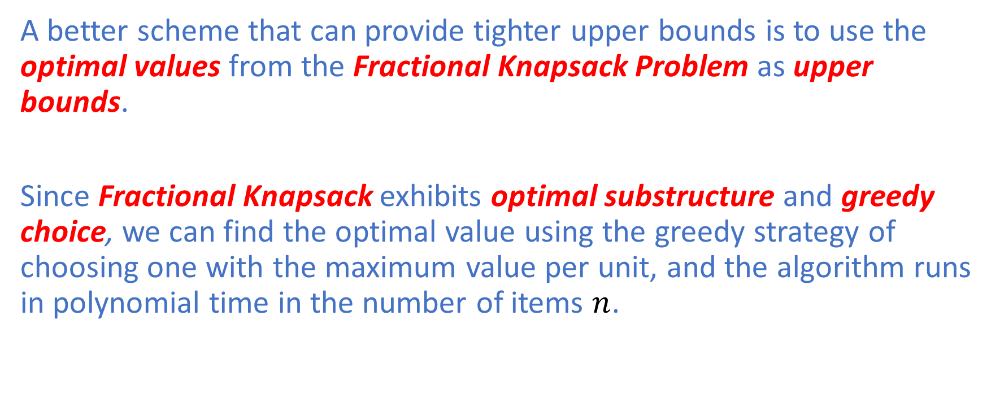 A better scheme that can provide tighter upper bounds is to use the
optimal values from the Fractional Knapsack Problem as upper
bounds.
Since Fractional Knapsack exhibits optimal substructure and greedy
choice, we can find the optimal value using the greedy strategy of
choosing one with the maximum value per unit, and the algorithm runs
in polynomial time in the number of items n.